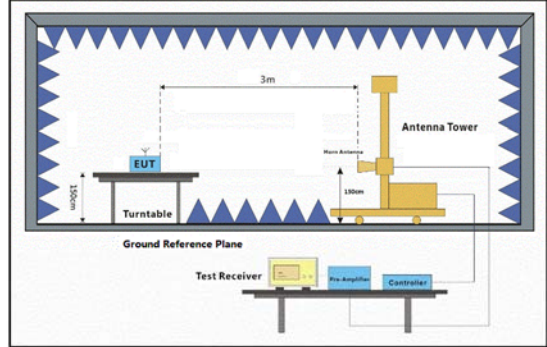 3m
Antenna Tower
Horn Antenna
EUT
150cm
150cm
Turntable
Ground Reference Plane
Test Receiver
Pre-Amplifier
Controller